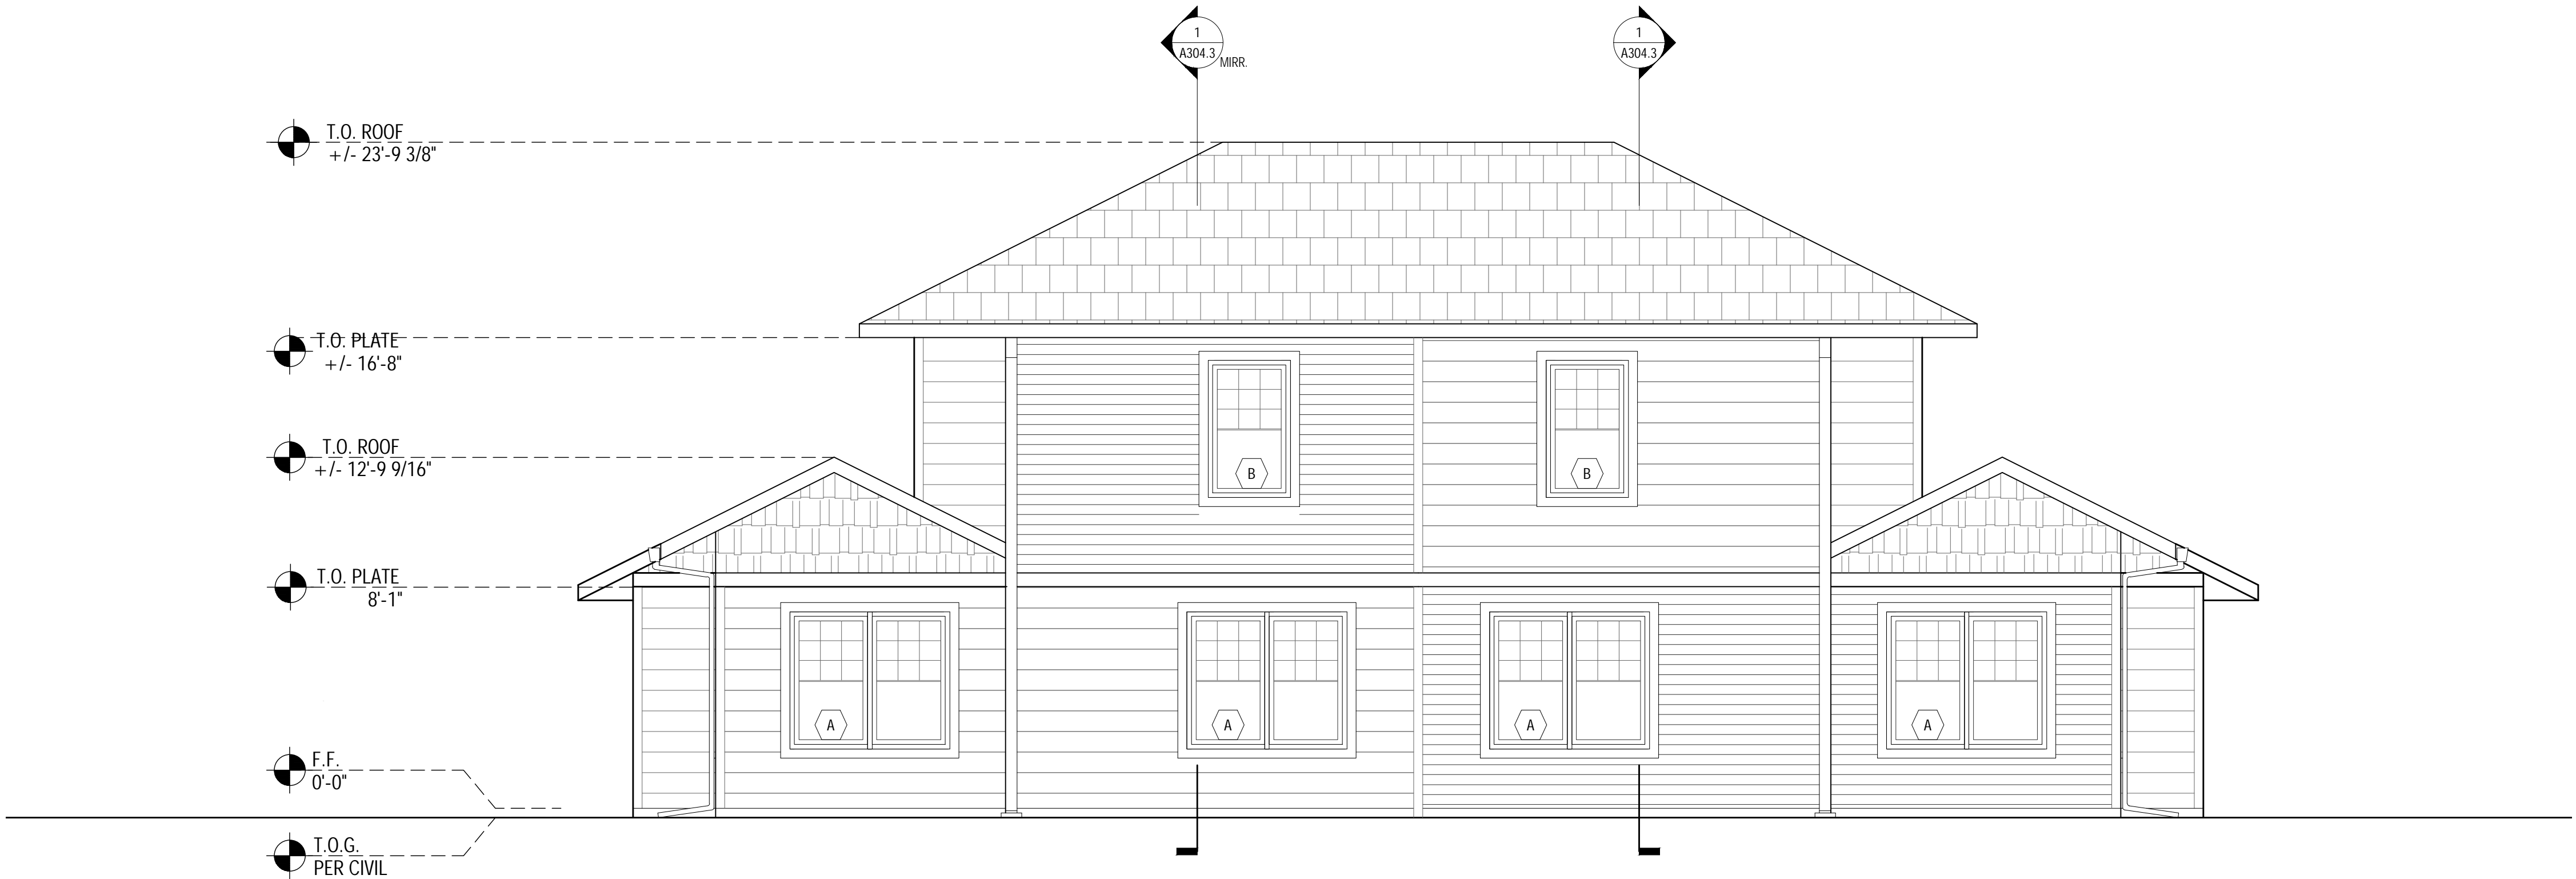 1
A304.3
MIRR.
1
A304.3
T.O. ROOF
+/- 23'-9 3/8"
T.O. PLATE
+/- 16'-8"
T.O. ROOF
+/- 12'-9 9/16"
B
B
T.O. PLATE
8'-1"
A
A
A
A
F.F.
0'-0"
T.O.G.
PER CIVIL